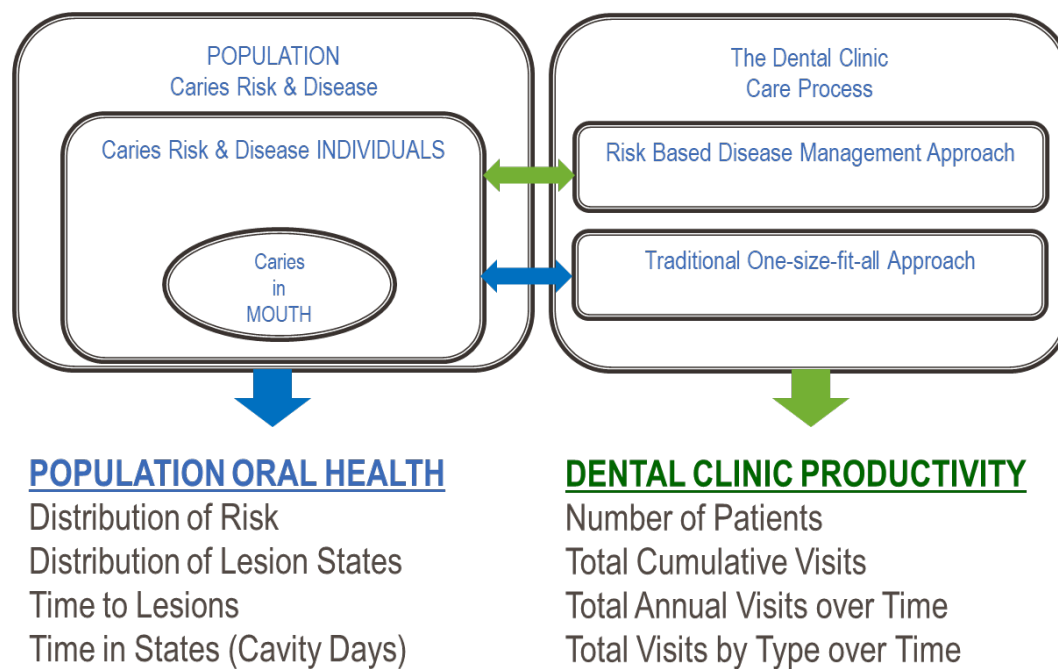 POPULATION
Caries Risk & Disease
Caries Risk & Disease INDIVIDUALS
Caries
in
MOUTH
The Dental Clinic
Care Process
Risk Based Disease Management Approach
Traditional One-size-fit-all Approach
POPULATION ORAL HEALTH
Distribution of Risk
Distribution of Lesion States
Time to Lesions
Time in States (Cavity Days)
DENTAL CLINIC PRODUCTIVITY
Number of Patients
Total Cumulative Visits
Total Annual Visits over Time
Total Visits by Type over Time